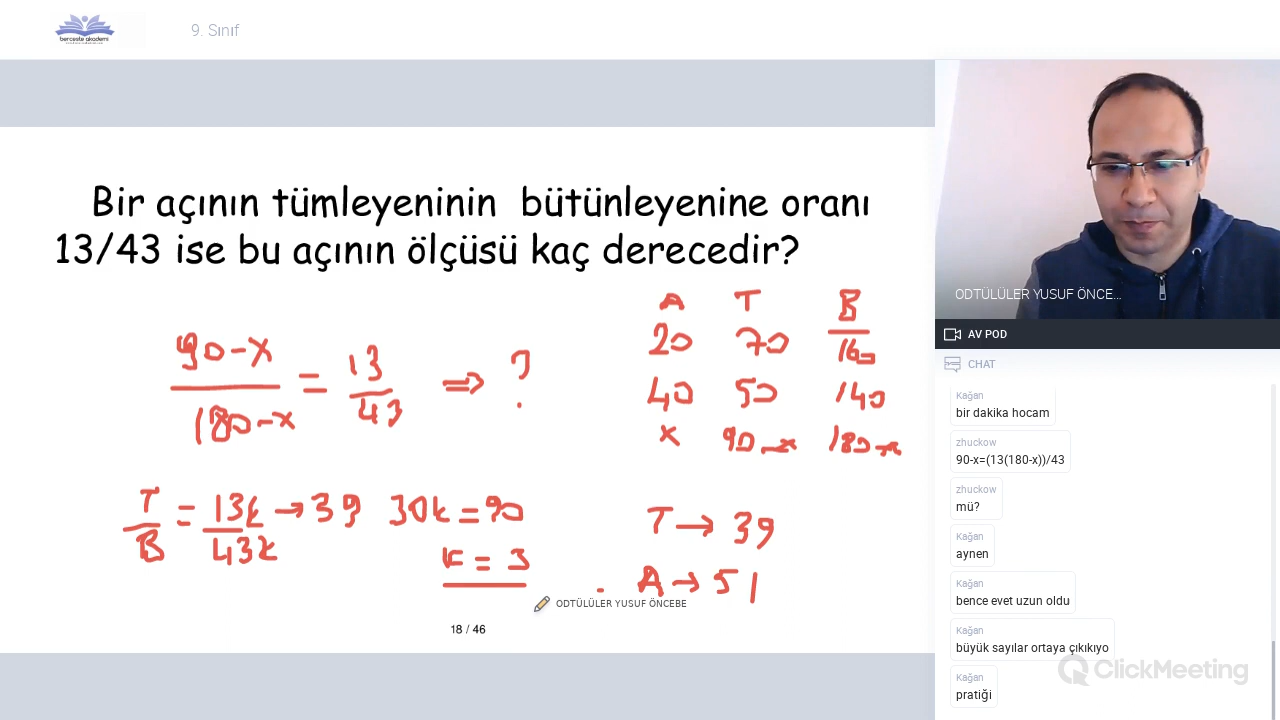 berceste akademi
9. Sınıf
Bir açının tümleyeninin bütünleyenine oranı
13/43 ise bu açının ölçüsü kaç derecedir?
A T B
20 70 160
40 50 140
x 90-x 180-x
90-x / 180-x = 13/43 ⇒ ?
T/B = 13k/43k → 39 30k = 90
k = 3
T → 39
A → 51
ODTÜLÜLER YUSUF ÖNCEBE
18 / 46
ODTÜLÜLER YUSUF ÖNCE...
AV POD
CHAT
Kağan
bir dakika hocam
zhuckow
90-x=(13(180-x))/43
zhuckow
mü?
Kağan
aynen
Kağan
bence evet uzun oldu
Kağan
büyük sayılar ortaya çıkıkıyo
Kağan
pratiği
ClickMeeting